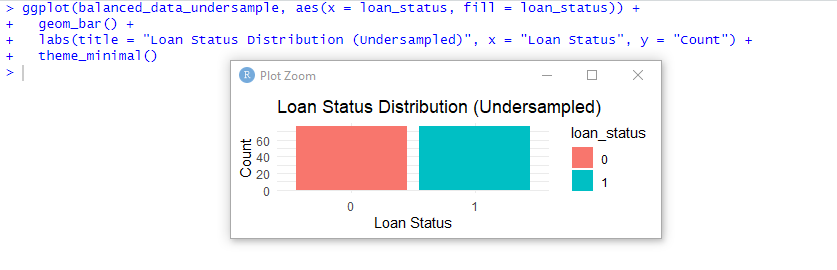 > ggplot(balanced_data_undersample, aes(x = loan_status, fill = loan_status)) +
+   geom_bar() +
+   labs(title = "Loan Status Distribution (Undersampled)", x = "Loan Status", y = "Count") +
+   theme_minimal()
>
R Plot Zoom
Loan Status Distribution (Undersampled)
Count
60
40
20
0
0
1
Loan Status
loan_status
0
1